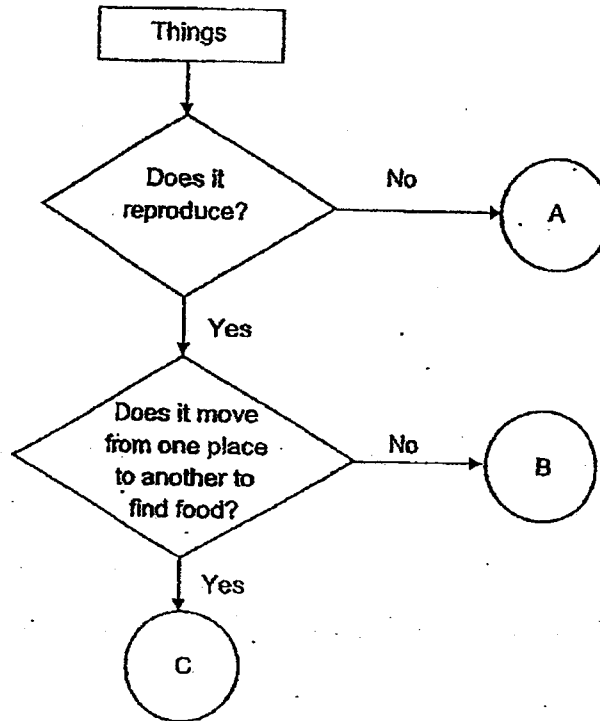 Things
Does it
reproduce?
No
A
Yes
Does it move
from one place
to another to
find food?
No
B
Yes
C